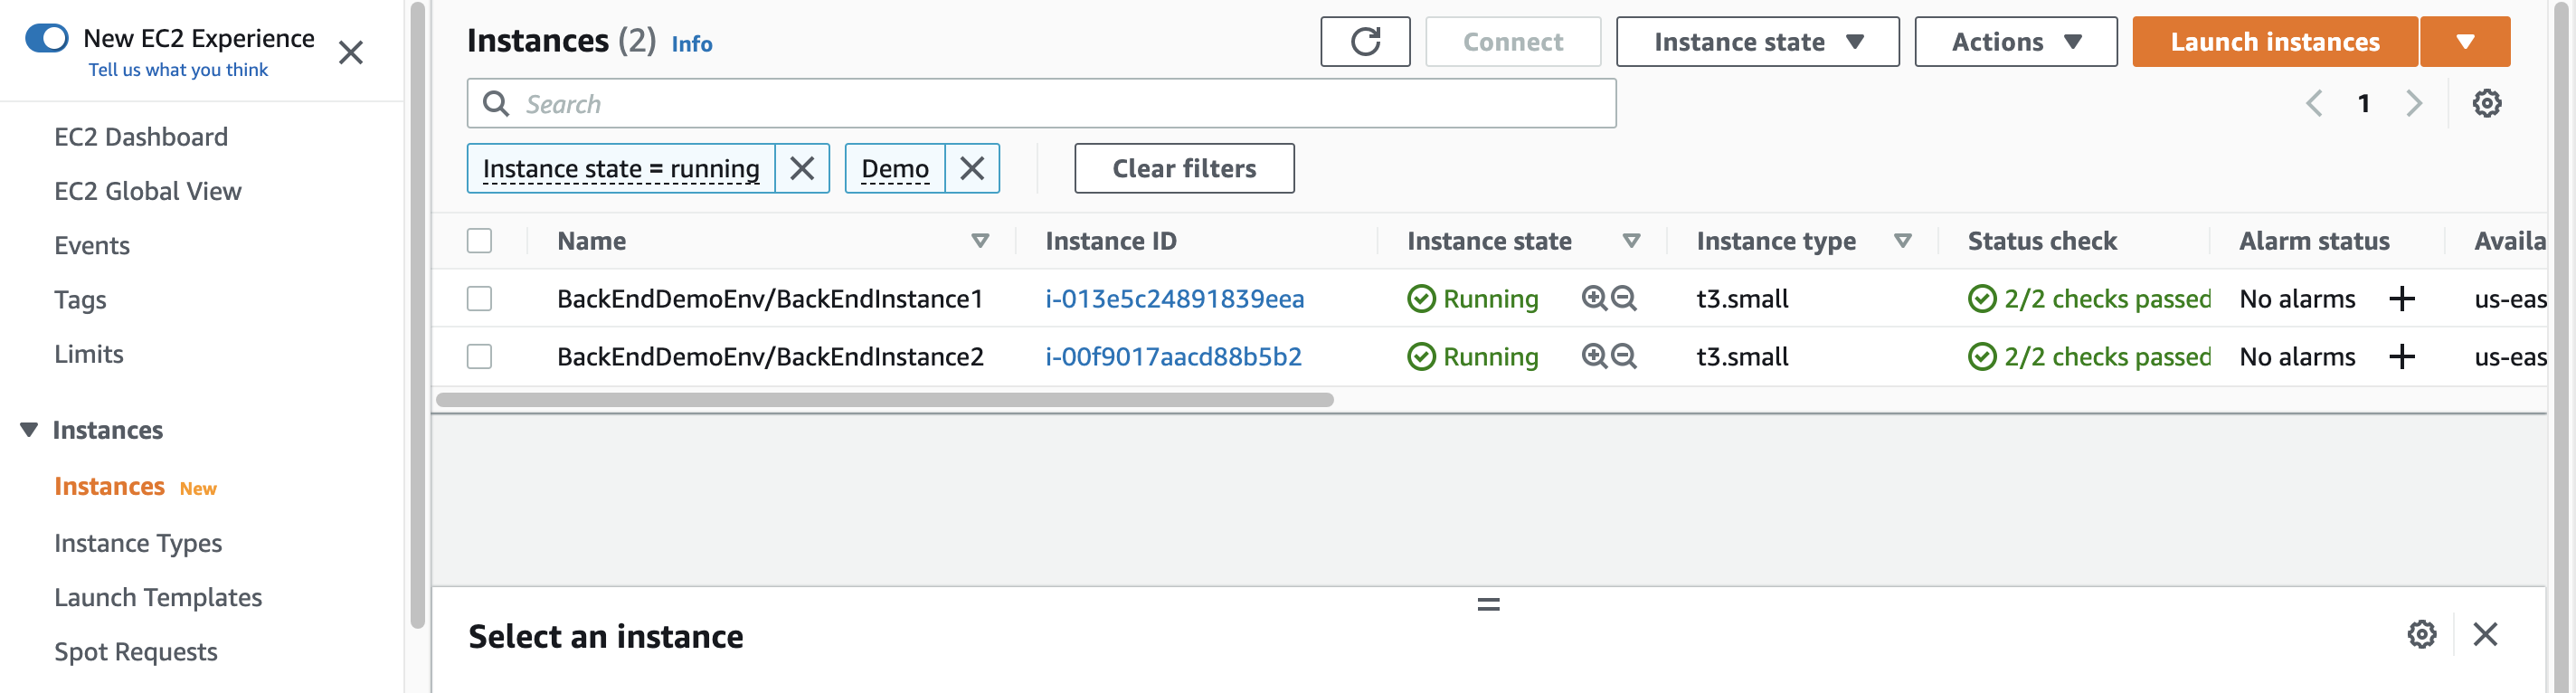 New EC2 Experience
Tell us what you think
EC2 Dashboard
EC2 Global View
Events
Tags
Limits
Instances
Instances New
Instance Types
Launch Templates
Spot Requests
Instances (2) Info
Connect
Instance state
Actions
Launch instances
Search
1
Instance state = running
Demo
Clear filters
Name Instance ID Instance state Instance type Status check Alarm status Availa
BackEndDemoEnv/BackEndInstance1 i-013e5c24891839eea Running t3.small 2/2 checks passed No alarms + us-eas
BackEndDemoEnv/BackEndInstance2 i-00f9017aacd88b5b2 Running t3.small 2/2 checks passed No alarms + us-eas
Select an instance